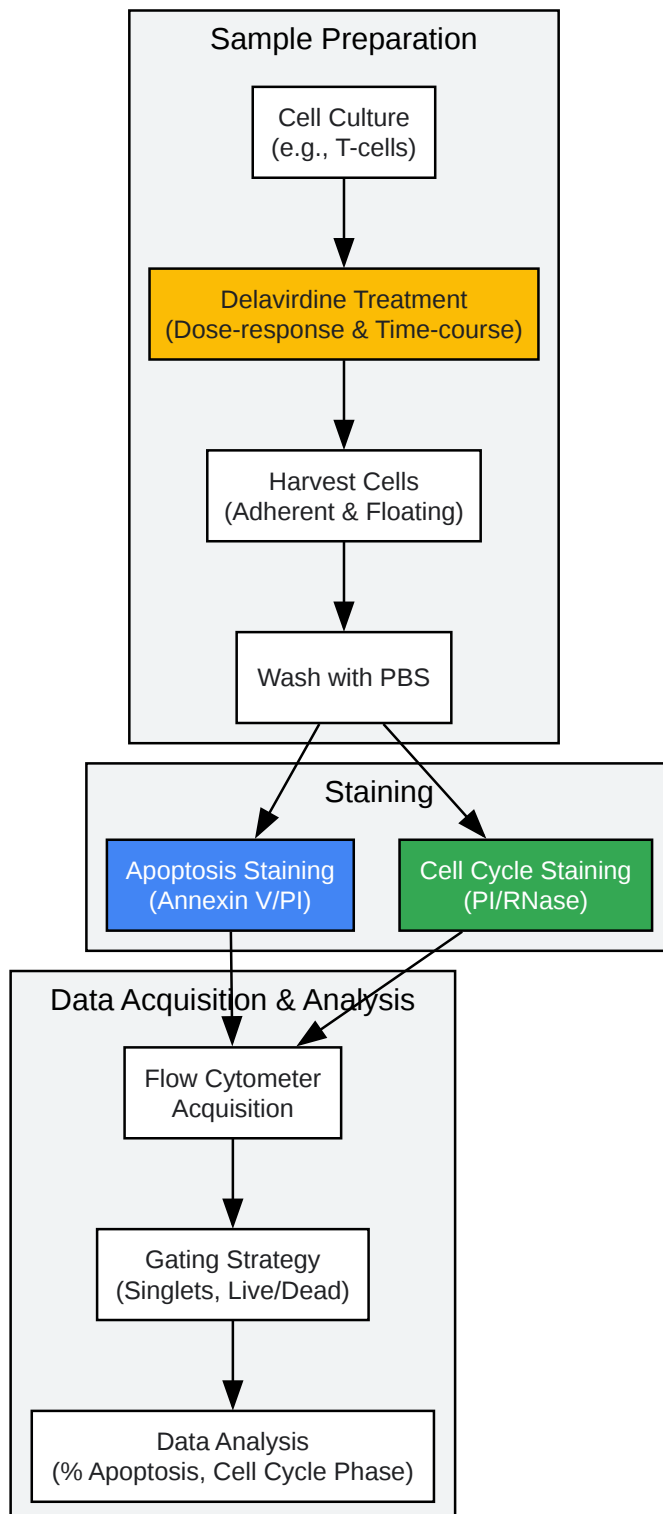 Sample Preparation
Cell Culture
(e.g., T-cells)
Delavirdine Treatment
(Dose-response & Time-course)
Harvest Cells
(Adherent & Floating)
Wash with PBS
Staining
Apoptosis Staining
(Annexin V/PI)
Cell Cycle Staining
(PI/RNase)
Data Acquisition & Analysis
Flow Cytometer
Acquisition
Gating Strategy
(Singlets, Live/Dead)
Data Analysis
(% Apoptosis, Cell Cycle Phase)